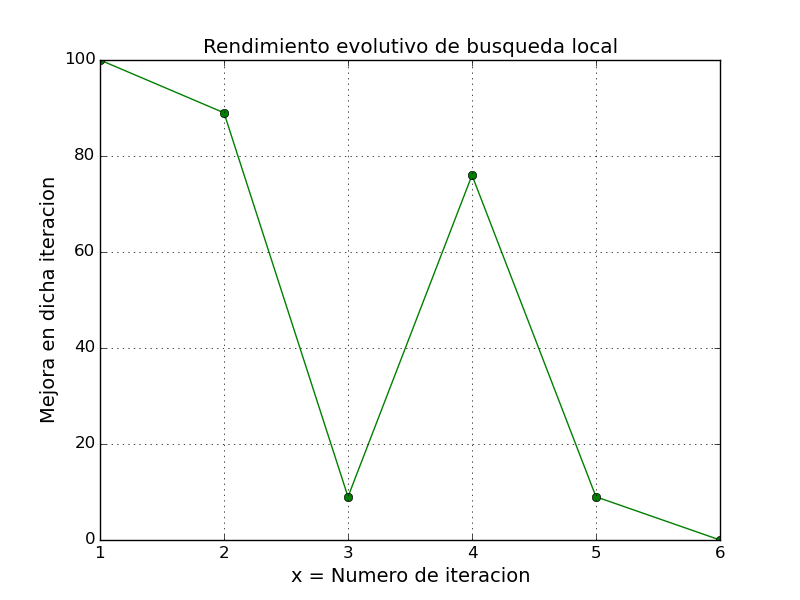 Rendimiento evolutivo de busqueda local
100
80
60
40
20
0
Mejora en dicha iteracion
1 2 3 4 5 6
x = Numero de iteracion